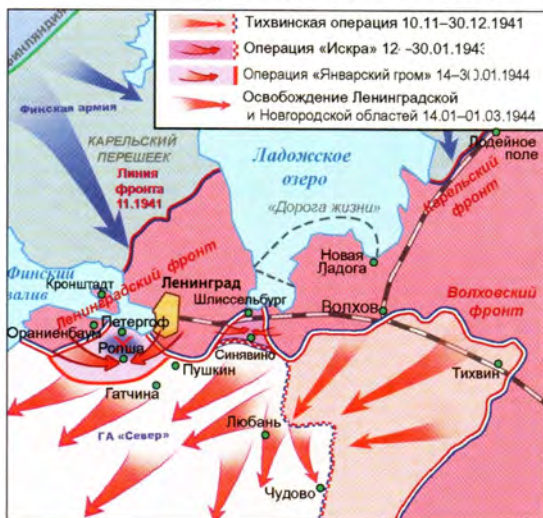 Тихвинская операция 10.11–30.12.1941
Операция «Искра» 12 -30.01.1943
Операция «Январский гром» 14–30.01.1944
Освобождение Ленинградской
и Новгородской областей 14.01–01.03.1944
ФИНЛЯНДИЯ
Финская армия
КАРЕЛЬСКИЙ
ПЕРЕШЕЕК
Линия
фронта
11.1941
Ладожское
озеро
«Дорога жизни»
Лодейное
поле
Карельский
фронт
Новая
Ладога
Финский
залив
Кронштадт
Ленинградский фронт
Ленинград
Шлиссельбург
Волхов
Волховский
фронт
Ораниенбаум
Петергоф
Ропша
Синявино
Пушкин
Тихвин
Гатчина
ГА «Север»
Любань
Чудово